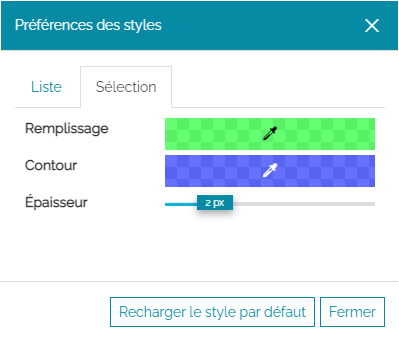 Préférences des styles
Liste
Sélection
Remplissage
Contour
Épaisseur
2 px
Recharger le style par défaut
Fermer